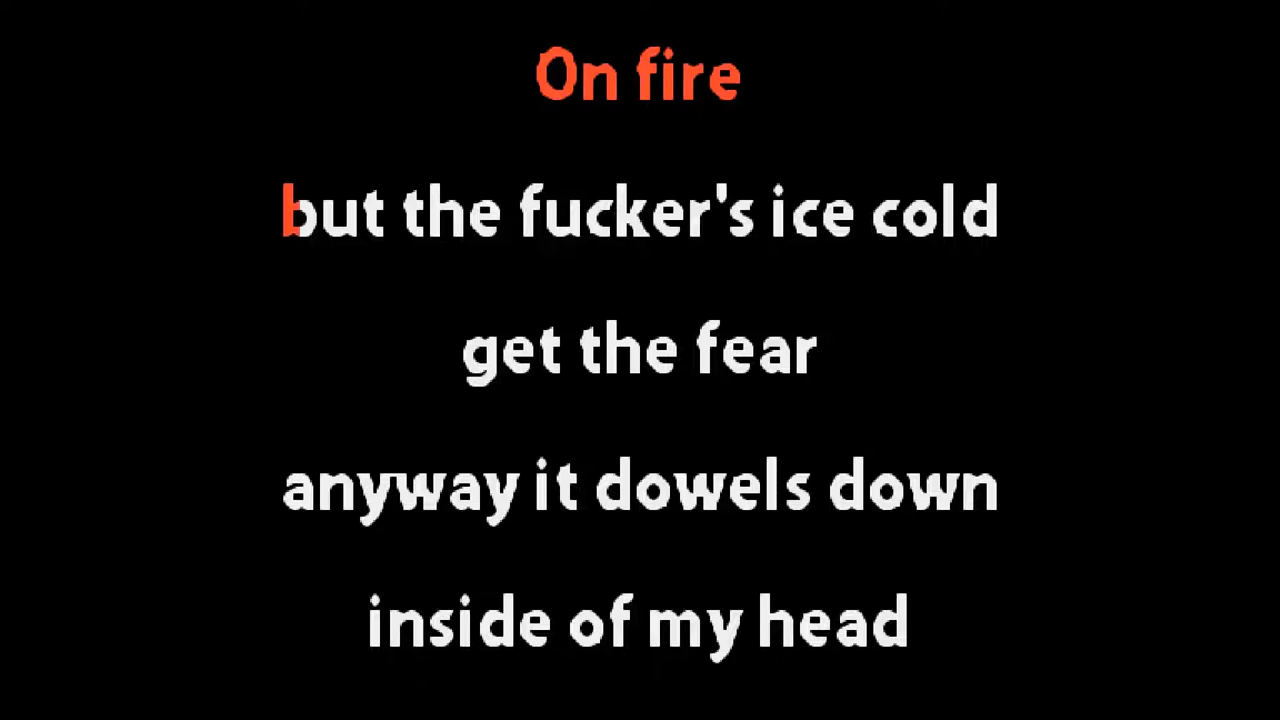 On fire
but the fucker's ice cold
get the fear
anyway it dowels down
inside of my head